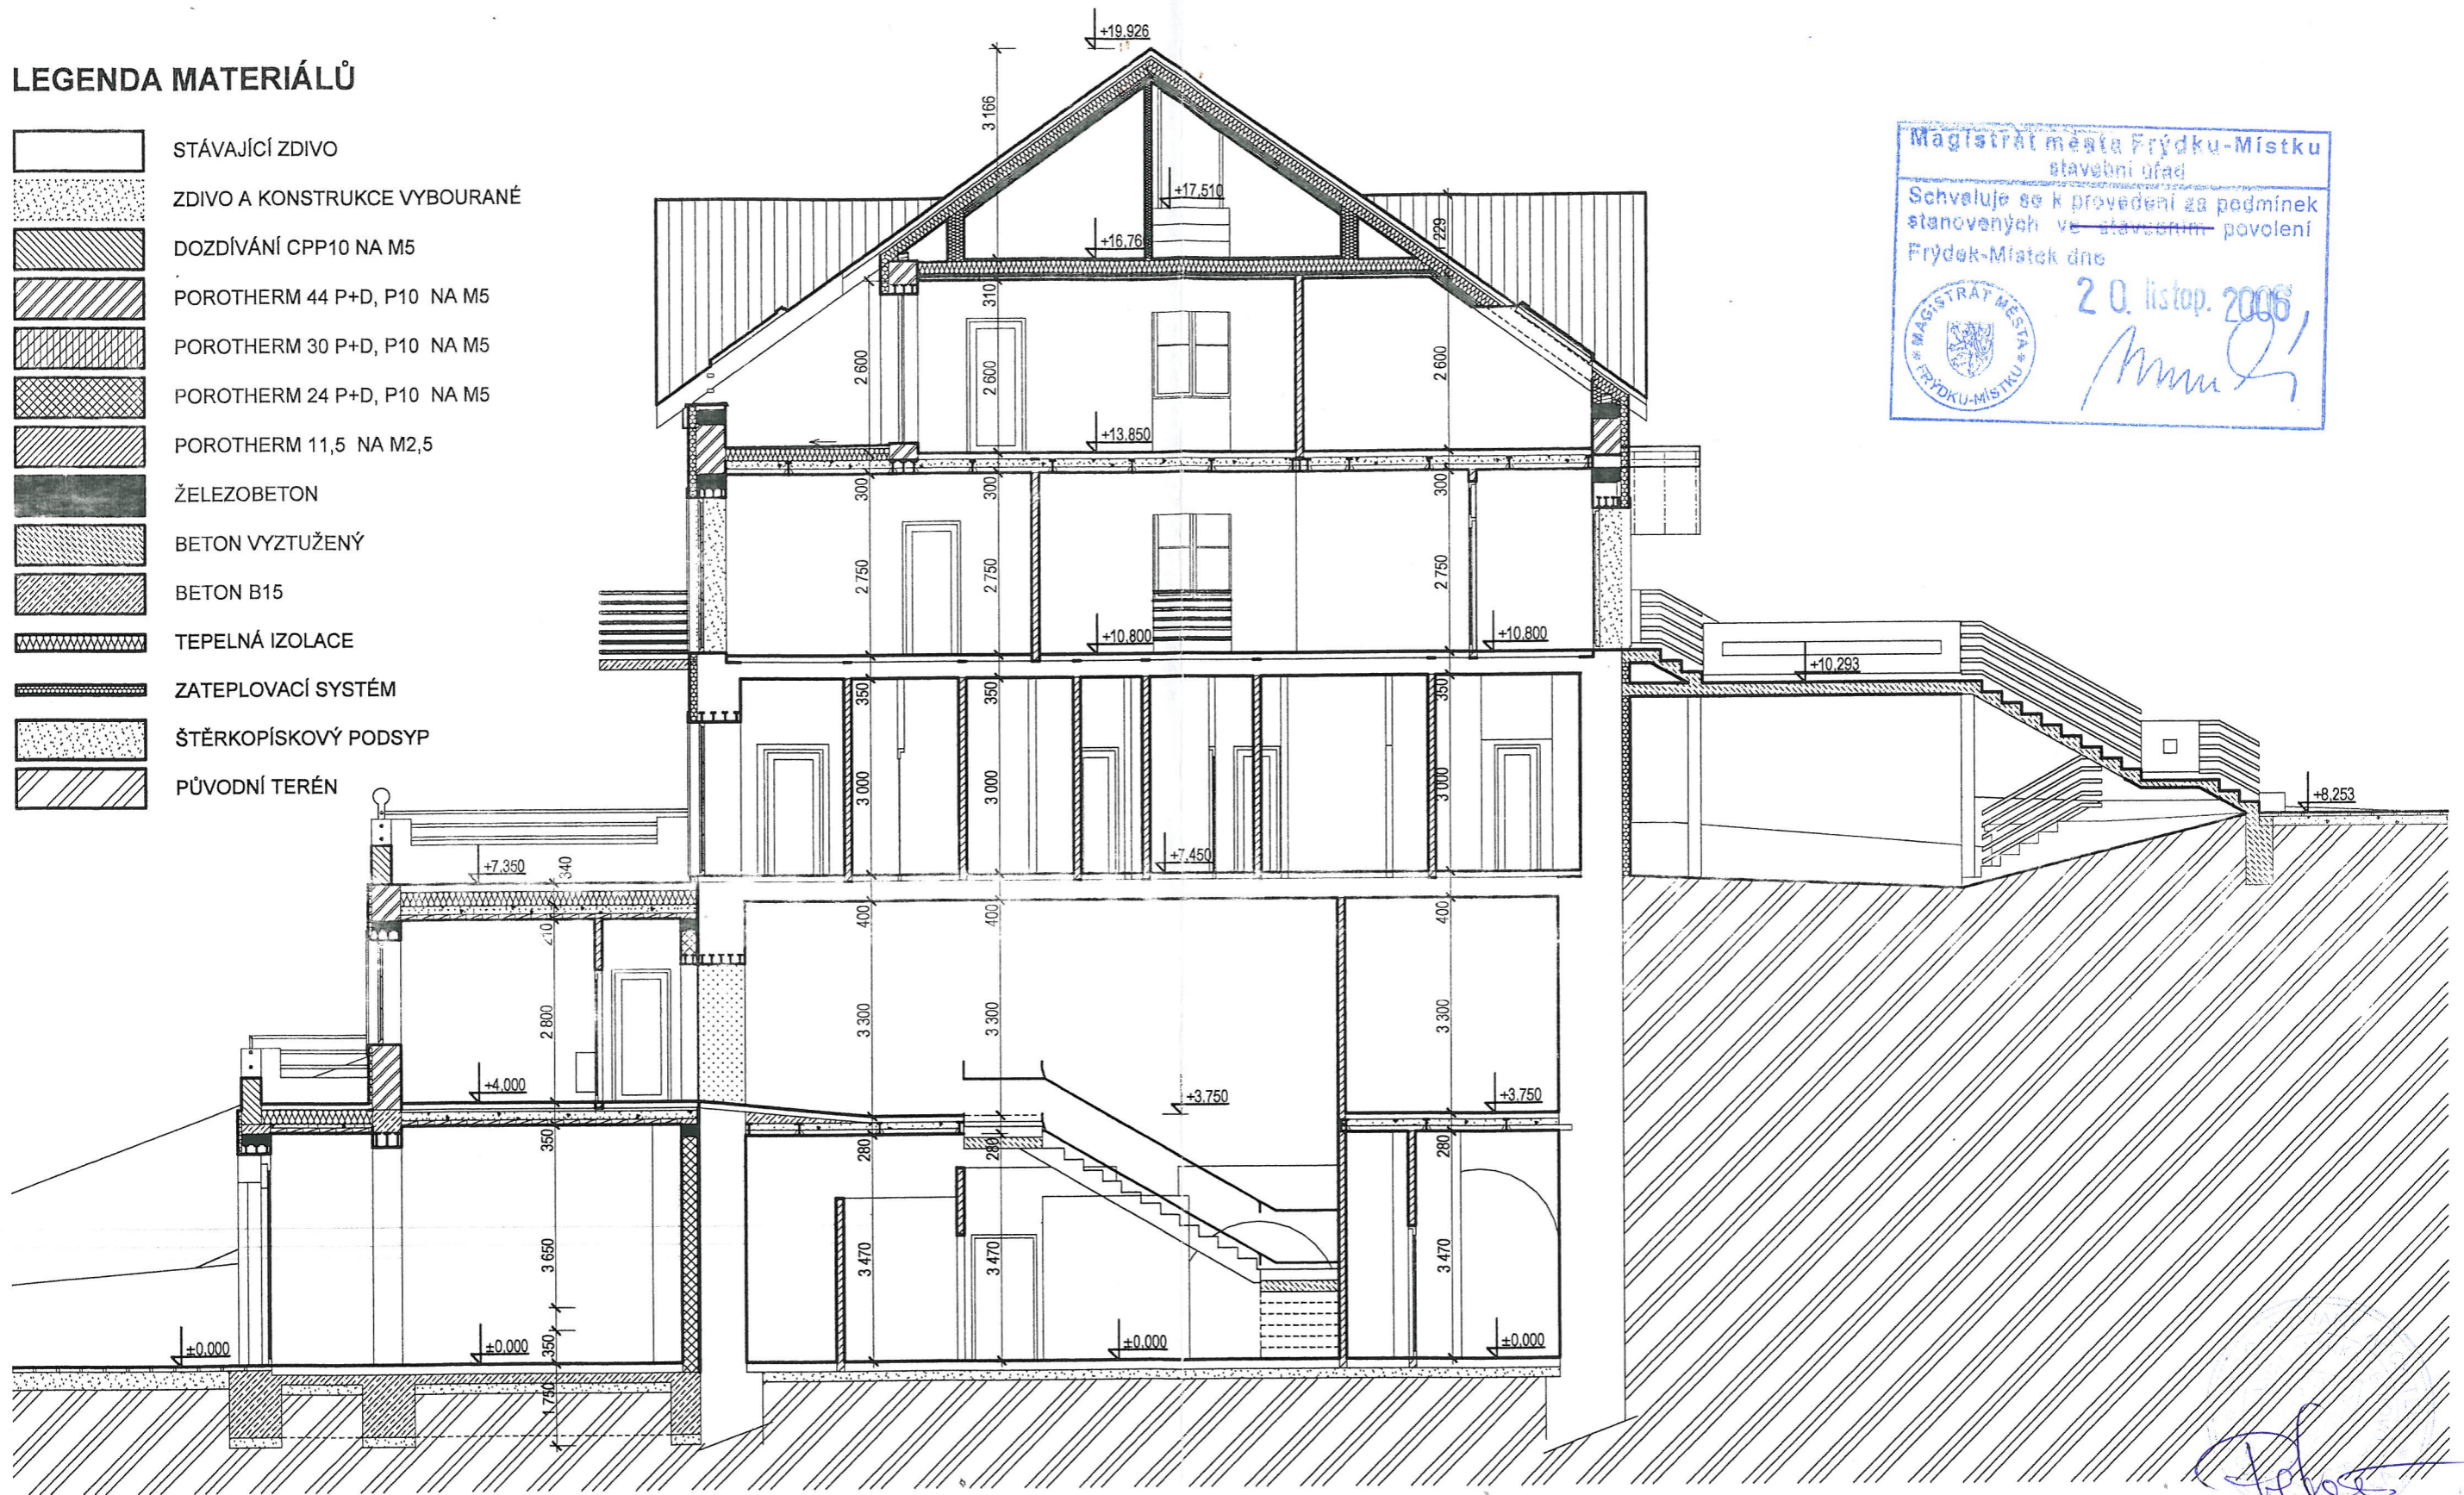 LEGENDA MATERIÁLŮ
STÁVAJÍCÍ ZDIVO
ZDIVO A KONSTRUKCE VYBOURANÉ
DOZDÍVÁNÍ CPP10 NA M5
POROTHERM 44 P+D, P10 NA M5
POROTHERM 30 P+D, P10 NA M5
POROTHERM 24 P+D, P10 NA M5
POROTHERM 11,5 NA M2,5
ŽELEZOBETON
BETON VYZTUŽENÝ
BETON B15
TEPELNÁ IZOLACE
ZATEPLOVACÍ SYSTÉM
ŠTĚRKOPÍSKOVÝ PODSYP
PŮVODNÍ TERÉN
Magistrát města Frýdku-Místku
stavební úřad
Schvaluje se k provedení za podmínek
stanovených ve stavebním povolení
Frýdek-Místek dne
20. listop. 2006
MAGISTRÁT MĚSTA
FRÝDKU-MÍSTKU
+19.926
3 166
+17.510
+16.76
229
310
2 600
2 600
2 600
+13.850
300
300
300
2 750
2 750
2 750
+10.800
+10.800
+10.293
350
350
350
3 000
3 000
3 000
+8.253
+7.350
340
+7.450
400
400
400
210
2 800
3 300
3 300
3 300
+4.000
+3.750
+3.750
350
280
280
280
3 650
3 470
3 470
3 470
±0.000
±0.000
350
±0.000
±0.000
1 750